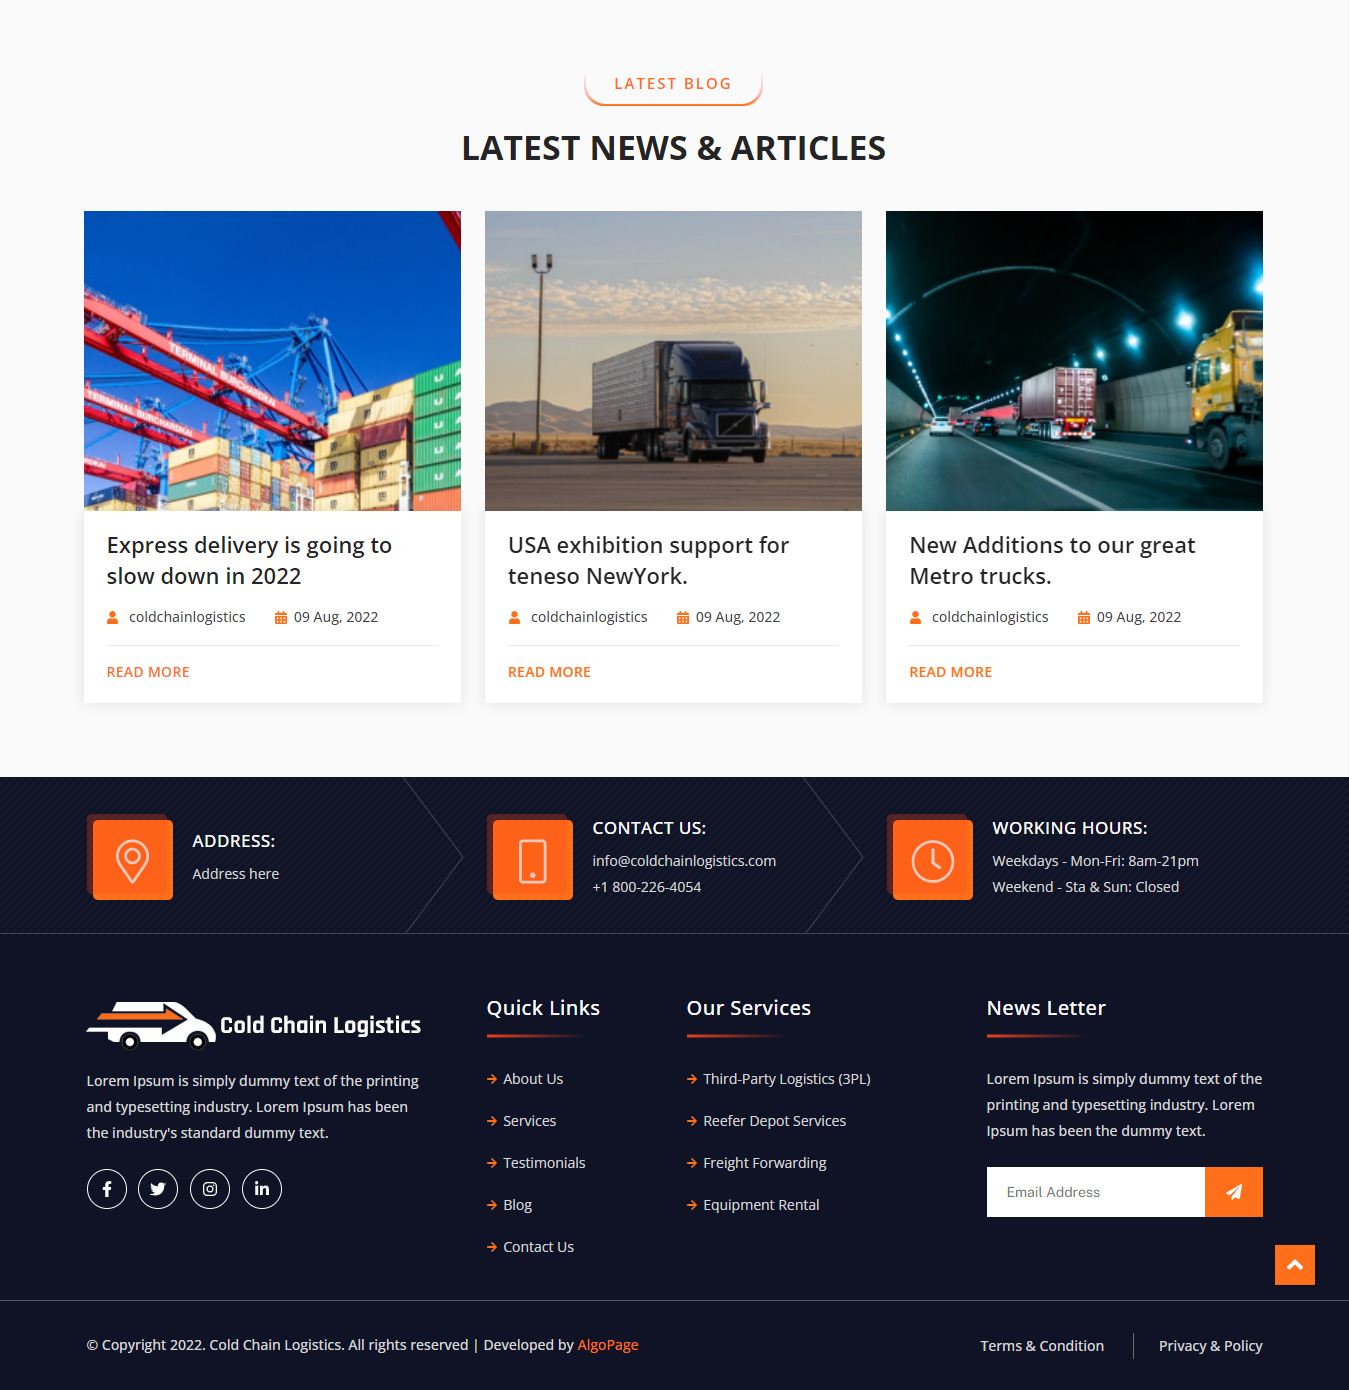 LATEST BLOG
LATEST NEWS & ARTICLES
TERMINAL BURCHARDKAI
TERMINAL BURCHARDKAI
Express delivery is going to
slow down in 2022
coldchainlogistics 09 Aug, 2022
READ MORE
USA exhibition support for
teneso NewYork.
coldchainlogistics 09 Aug, 2022
READ MORE
New Additions to our great
Metro trucks.
coldchainlogistics 09 Aug, 2022
READ MORE
ADDRESS:
Address here
CONTACT US:
info@coldchainlogistics.com
+1 800-226-4054
WORKING HOURS:
Weekdays - Mon-Fri: 8am-21pm
Weekend - Sta & Sun: Closed
Cold Chain Logistics
Lorem Ipsum is simply dummy text of the printing
and typesetting industry. Lorem Ipsum has been
the industry's standard dummy text.
Quick Links
About Us
Services
Testimonials
Blog
Contact Us
Our Services
Third-Party Logistics (3PL)
Reefer Depot Services
Freight Forwarding
Equipment Rental
News Letter
Lorem Ipsum is simply dummy text of the
printing and typesetting industry. Lorem
Ipsum has been the dummy text.
Email Address
© Copyright 2022. Cold Chain Logistics. All rights reserved | Developed by AlgoPage
Terms & Condition
Privacy & Policy